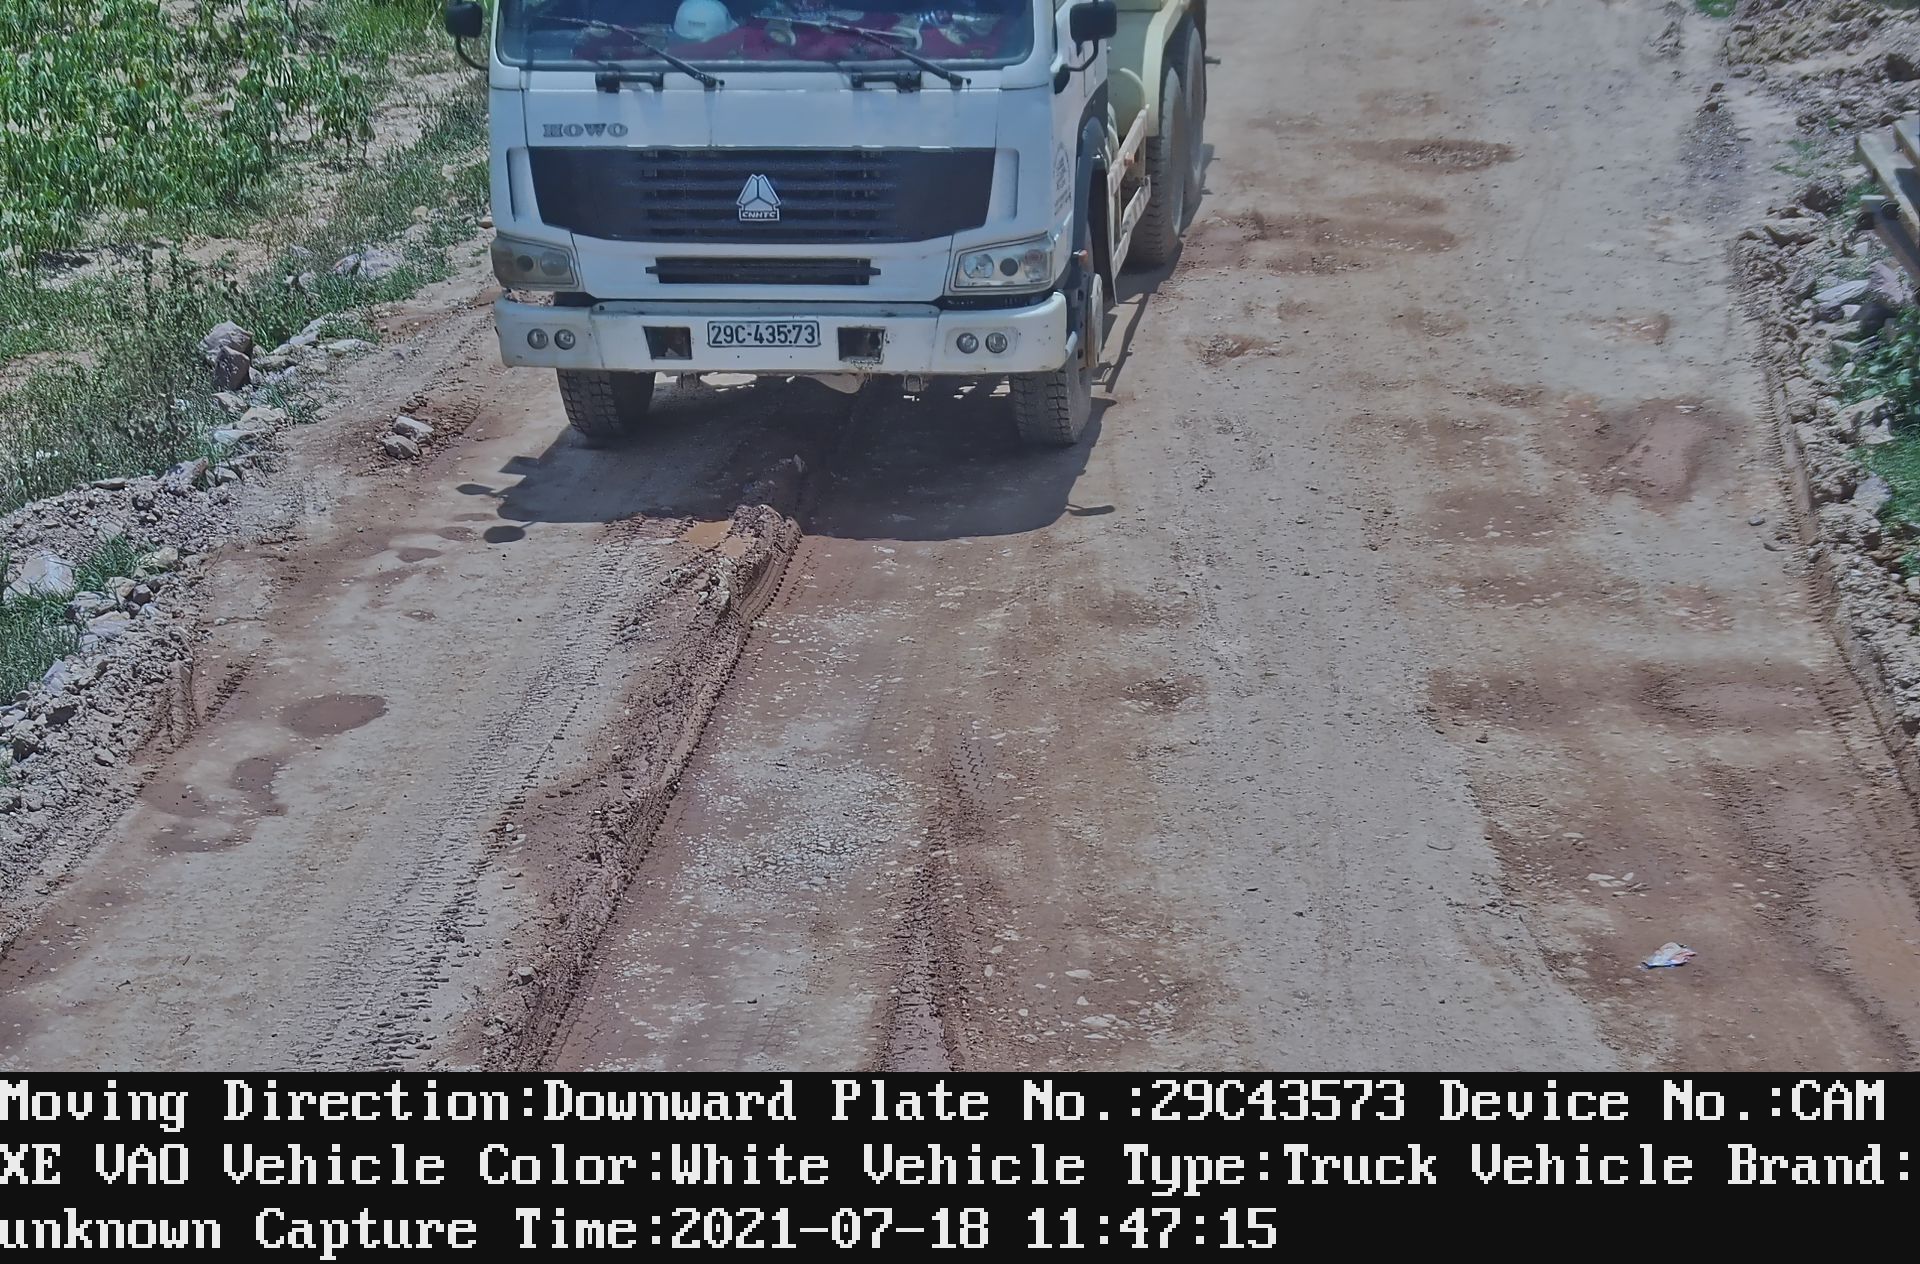 HOWO
CNHTC
29C-435.73
Moving Direction:Downward Plate No.:29C43573 Device No.:CAM
XE VAO Vehicle Color:White Vehicle Type:Truck Vehicle Brand:
unknown Capture Time:2021-07-18 11:47:15